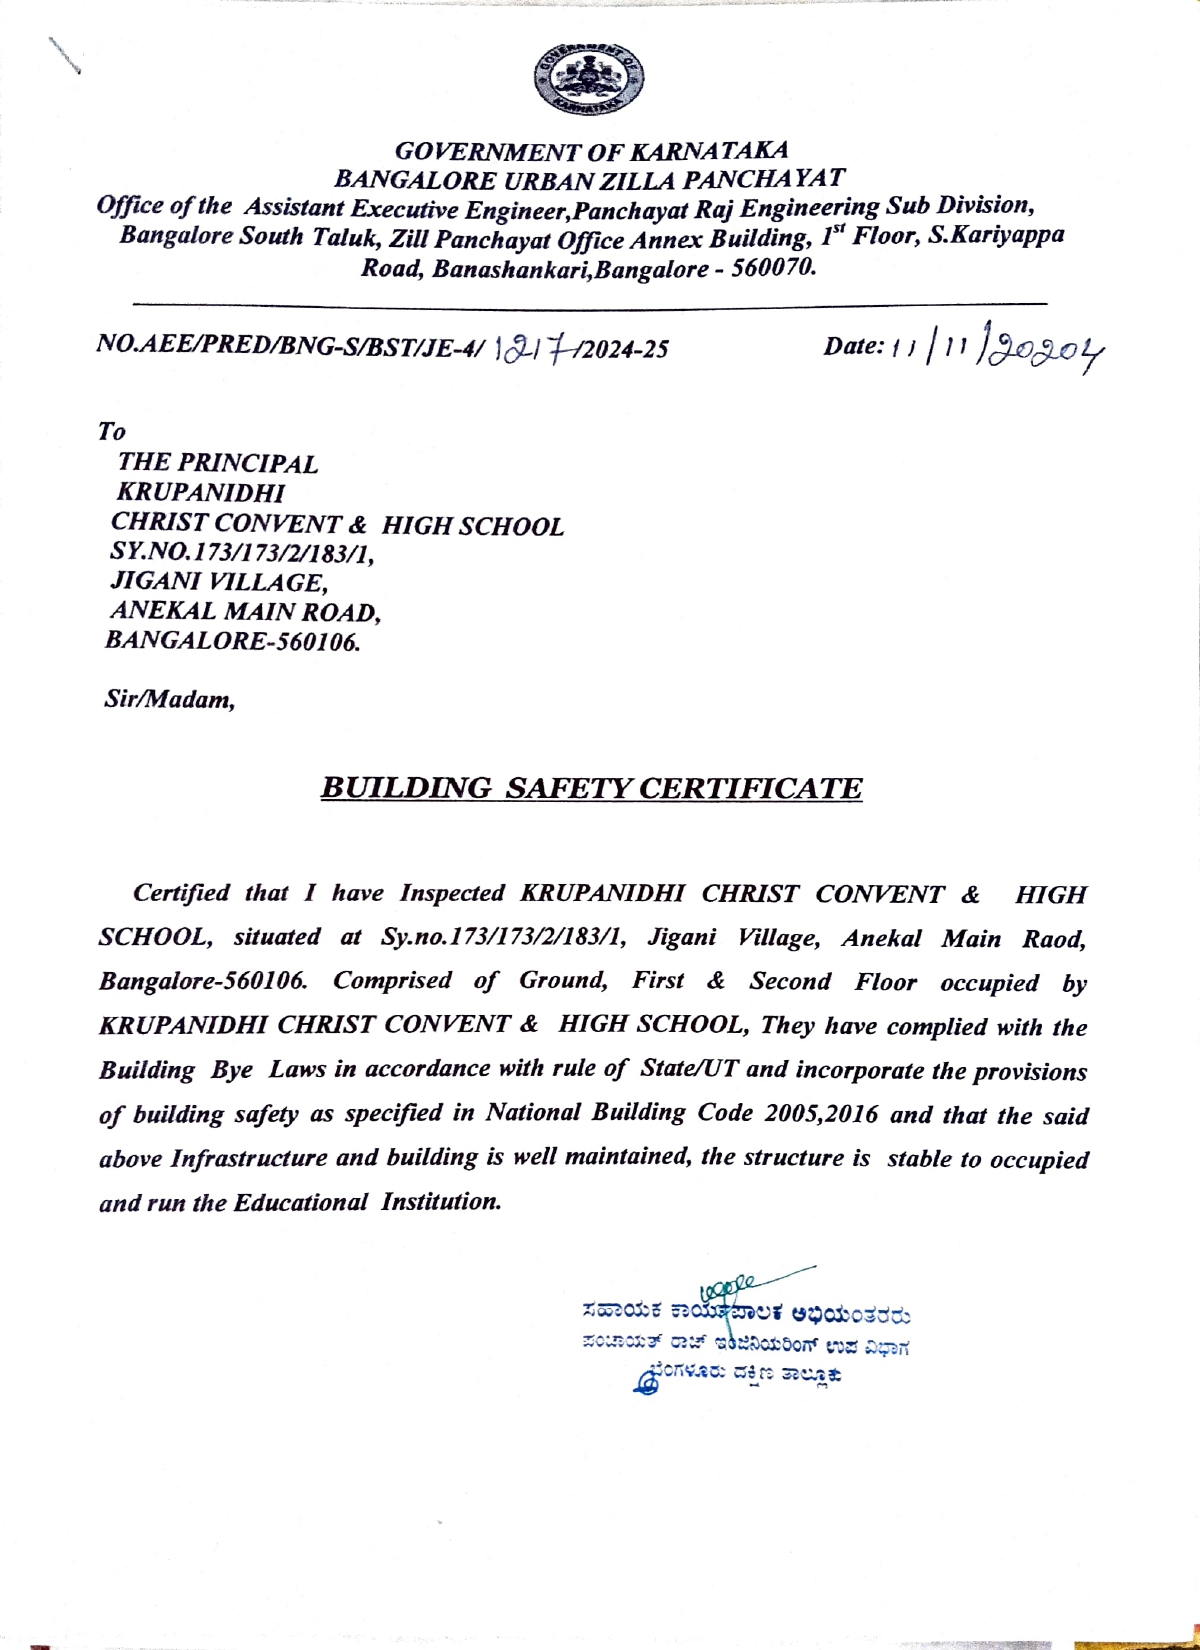 GOVERNMENT OF KARNATAKA
GOVERNMENT OF KARNATAKA
BANGALORE URBAN ZILLA PANCHAYAT
Office of the Assistant Executive Engineer,Panchayat Raj Engineering Sub Division,
Bangalore South Taluk, Zill Panchayat Office Annex Building, 1st Floor, S.Kariyappa
Road, Banashankari,Bangalore - 560070.
NO.AEE/PRED/BNG-S/BST/JE-4/ 1217/2024-25 Date: 11/11/20204
To
THE PRINCIPAL
KRUPANIDHI
CHRIST CONVENT & HIGH SCHOOL
SY.NO.173/173/2/183/1,
JIGANI VILLAGE,
ANEKAL MAIN ROAD,
BANGALORE-560106.
Sir/Madam,
BUILDING SAFETY CERTIFICATE
Certified that I have Inspected KRUPANIDHI CHRIST CONVENT & HIGH
SCHOOL, situated at Sy.no.173/173/2/183/1, Jigani Village, Anekal Main Raod,
Bangalore-560106. Comprised of Ground, First & Second Floor occupied by
KRUPANIDHI CHRIST CONVENT & HIGH SCHOOL, They have complied with the
Building Bye Laws in accordance with rule of State/UT and incorporate the provisions
of building safety as specified in National Building Code 2005,2016 and that the said
above Infrastructure and building is well maintained, the structure is stable to occupied
and run the Educational Institution.
ಸಹಾಯಕ ಕಾರ್ಯಪಾಲಕ ಅಭಿಯಂತರರು
ಪಂಚಾಯತ್ ರಾಜ್ ಇಂಜಿನಿಯರಿಂಗ್ ಉಪ ವಿಭಾಗ
ಬೆಂಗಳೂರು ದಕ್ಷಿಣ ತಾಲ್ಲೂಕು